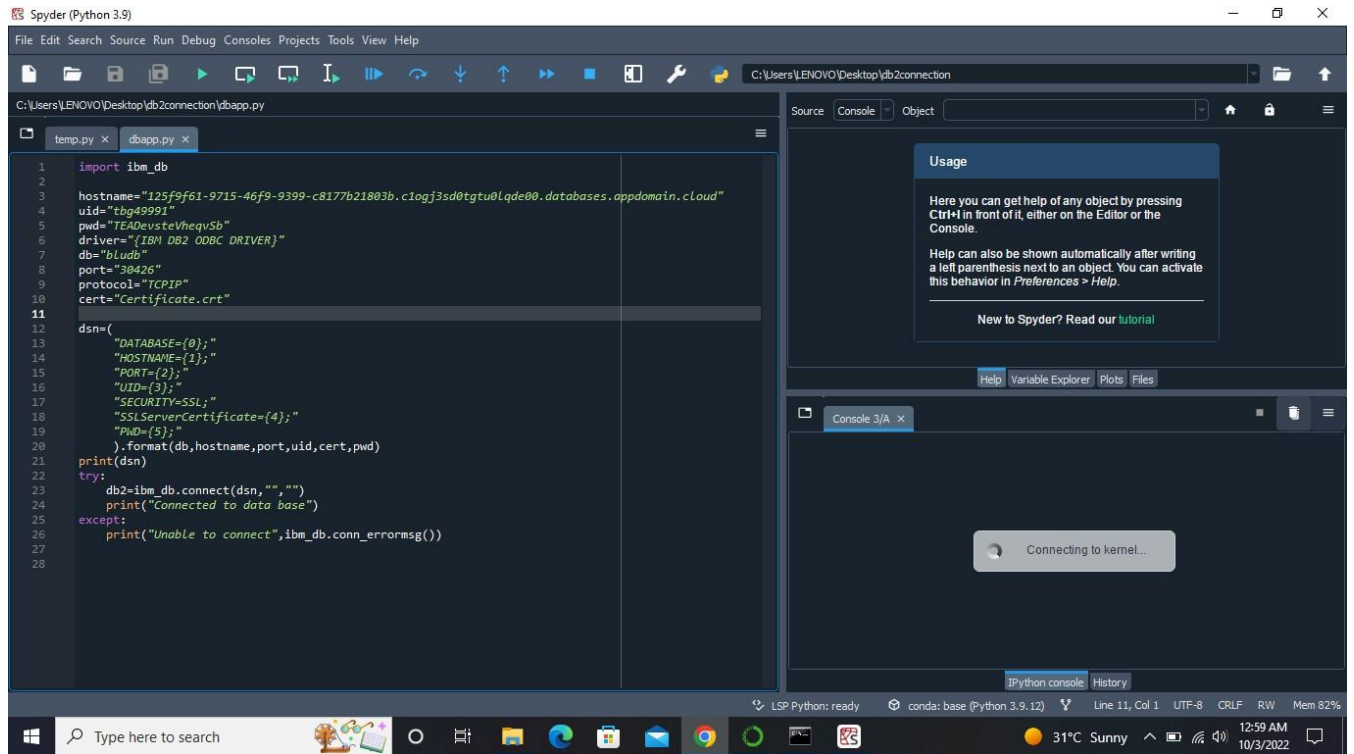 Spyder (Python 3.9)
File Edit Search Source Run Debug Consoles Projects Tools View Help
C:\Users\LENOVO\Desktop\db2connection
C:\Users\LENOVO\Desktop\db2connection\dbapp.py
temp.py
dbapp.py
1 import ibm_db
2
3 hostname="125f9f61-9715-46f9-9399-c8177b21803b.c1ogj3sd0tgtu0lqde00.databases.appdomain.cloud"
4 uid="tbg49991"
5 pwd="TEADevsteVheqvSb"
6 driver="{IBM DB2 ODBC DRIVER}"
7 db="bludb"
8 port="30426"
9 protocol="TCPIP"
10 cert="Certificate.crt"
11
12 dsn=(
13 "DATABASE={0};"
14 "HOSTNAME={1};"
15 "PORT={2};"
16 "UID={3};"
17 "SECURITY=SSL;"
18 "SSLServerCertificate={4};"
19 "PWD={5};"
20 ).format(db,hostname,port,uid,cert,pwd)
21 print(dsn)
22 try:
23 db2=ibm_db.connect(dsn,"","")
24 print("Connected to data base")
25 except:
26 print("Unable to connect",ibm_db.conn_errormsg())
27
28
Source Console Object
Usage
Here you can get help of any object by pressing
Ctrl+I in front of it, either on the Editor or the
Console.
Help can also be shown automatically after writing
a left parenthesis next to an object. You can activate
this behavior in Preferences > Help.
New to Spyder? Read our tutorial
Help Variable Explorer Plots Files
Console 3/A
Connecting to kernel...
IPython console History
LSP Python: ready conda: base (Python 3.9.12) Line 11, Col 1 UTF-8 CRLF RW Mem 82%
Type here to search
31°C Sunny
12:59 AM
10/3/2022